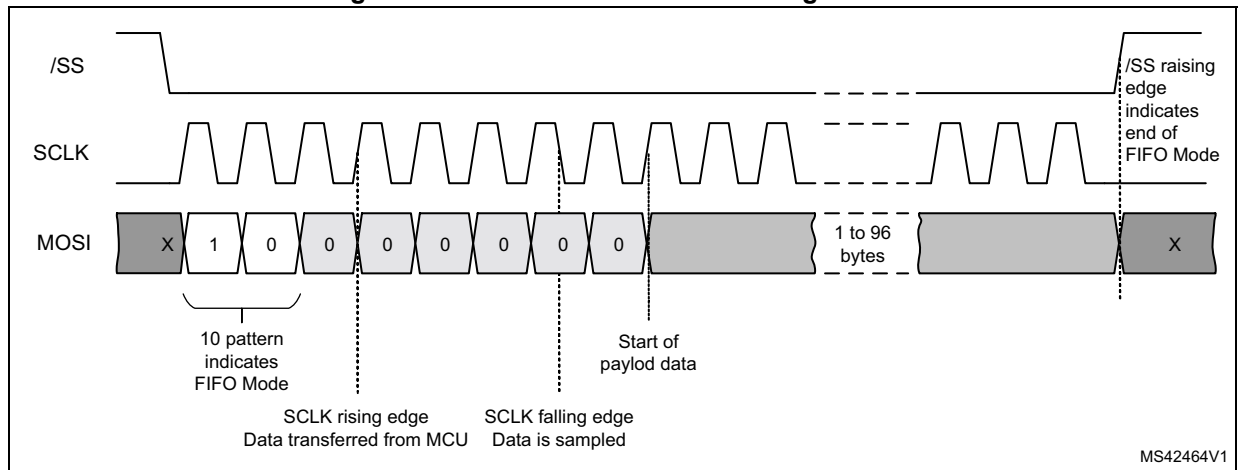 /SS
/SS raising
edge
indicates
end of
FIFO Mode
SCLK
MOSI
X 1 0 0 0 0 0 0 0
1 to 96
bytes
X
10 pattern
indicates
FIFO Mode
Start of
paylod data
SCLK rising edge
Data transferred from MCU
SCLK falling edge
Data is sampled
MS42464V1